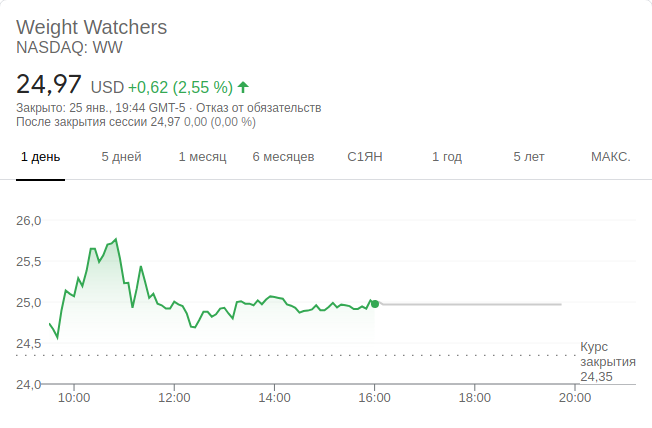 Weight Watchers
NASDAQ: WW
24,97 USD +0,62 (2,55 %)
Закрыто: 25 янв., 19:44 GMT-5 · Отказ от обязательств
После закрытия сессии 24,97 0,00 (0,00 %)
1 день 5 дней 1 месяц 6 месяцев С1ЯН 1 год 5 лет МАКС.
26,0
25,5
25,0
24,5
24,0
Курс
закрытия
24,35
10:00 12:00 14:00 16:00 18:00 20:00